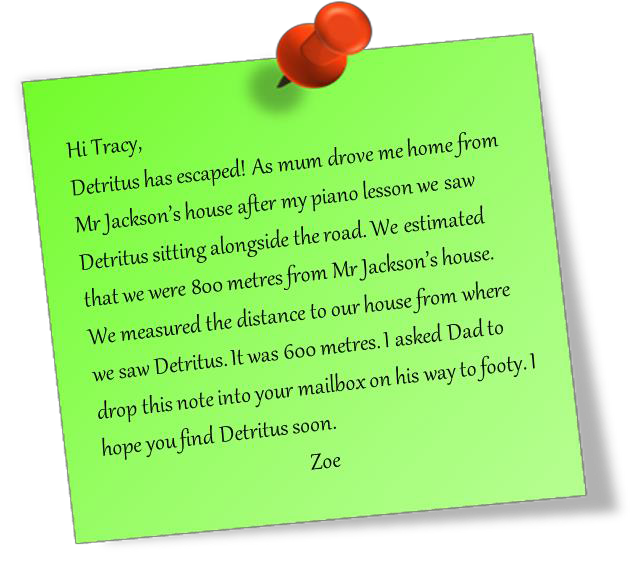 Hi Tracy,
Detritus has escaped! As mum drove me home from
Mr Jackson's house after my piano lesson we saw
Detritus sitting alongside the road. We estimated
that we were 800 metres from Mr Jackson's house.
We measured the distance to our house from where
we saw Detritus. It was 600 metres. I asked Dad to
drop this note into your mailbox on his way to footy. I
hope you find Detritus soon.
Zoe